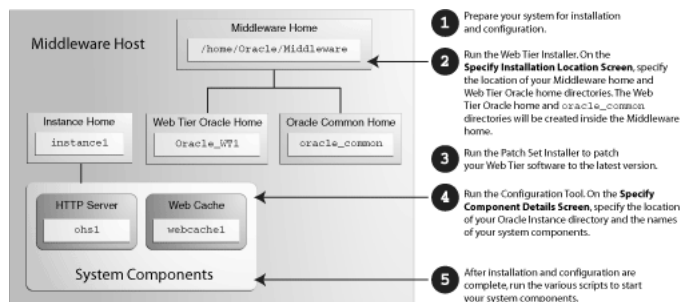 Middleware Host
Middleware Home
/home/Oracle/Middleware
Instance Home
instance1
Web Tier Oracle Home
Oracle_WT1
Oracle Common Home
oracle_common
HTTP Server
ohs1
Web Cache
webcache1
System Components
1
Prepare your system for installation
and configuration.
2
Run the Web Tier Installer. On the
Specify Installation Location Screen, specify
the location of your Middleware home and
Web Tier Oracle home directories. The Web
Tier Oracle home and oracle_common
directories will be created inside the Middleware
home.
3
Run the Patch Set Installer to patch
your Web Tier software to the latest version.
4
Run the Configuration Tool. On the Specify
Component Details Screen, specify the location
of your Oracle Instance directory and the names
of your system components.
5
After installation and configuration are
complete, run the various scripts to start
your system components.